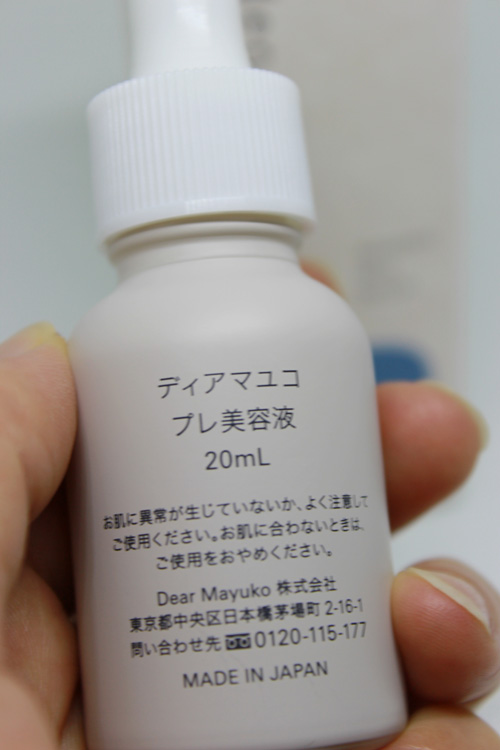 ディアマユコ
プレ美容液
20mL
お肌に異常が生じていないか、よく注意して
ご使用ください。お肌に合わないときは、
ご使用をおやめください。
Dear Mayuko 株式会社
東京都中央区日本橋茅場町 2-16-1
問い合わせ先 0120-115-177
MADE IN JAPAN